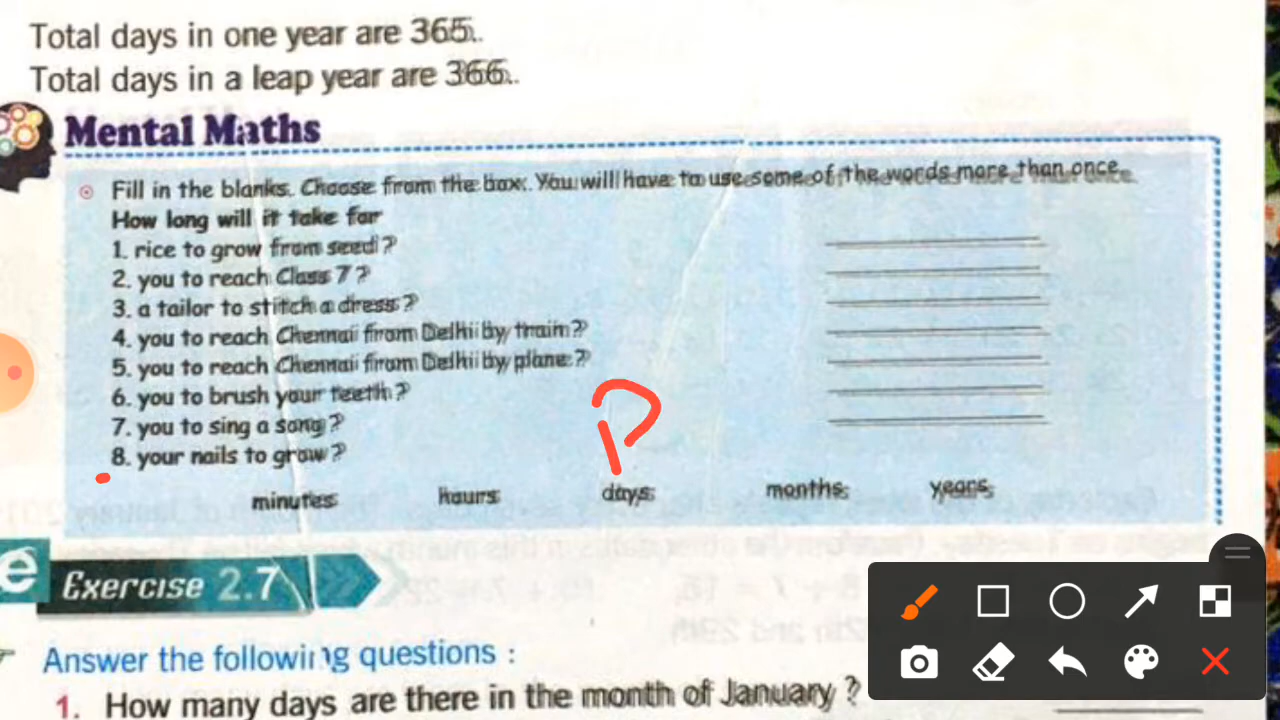 Total days in one year are 365.
Total days in a leap year are 366.
Mental Maths
Fill in the blanks. Choose from the box. You will have to use some of the words more than once.
How long will it take for
1. rice to grow from seed?
2. you to reach Class 7?
3. a tailor to stitch a dress?
4. you to reach Chennai from Delhi by train?
5. you to reach Chennai from Delhi by plane?
6. you to brush your teeth?
7. you to sing a song?
8. your nails to grow?
minutes hours days months years
e Exercise 2.7
Answer the following questions :
1. How many days are there in the month of January ?